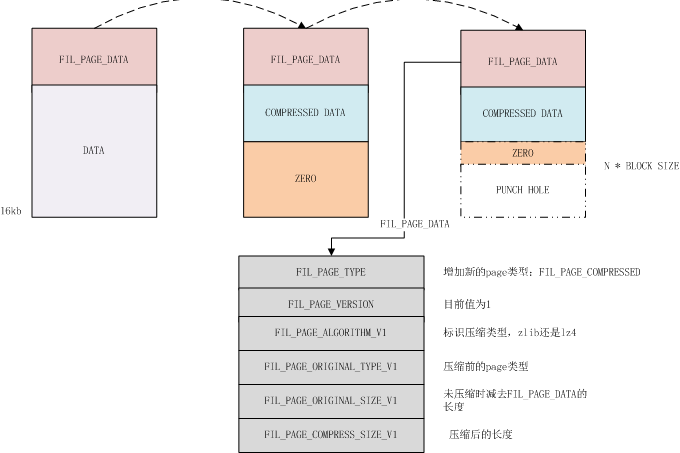 FIL_PAGE_DATA
FIL_PAGE_DATA
FIL_PAGE_DATA
DATA
COMPRESSED DATA
COMPRESSED DATA
ZERO
ZERO
N * BLOCK SIZE
PUNCH HOLE
16kb
FIL_PAGE_DATA
FIL_PAGE_TYPE
增加新的page类型：FIL_PAGE_COMPRESSED
FIL_PAGE_VERSION
目前值为1
FIL_PAGE_ALGORITHM_V1
标识压缩类型，zlib还是lz4
FIL_PAGE_ORIGINAL_TYPE_V1
压缩前的page类型
FIL_PAGE_ORIGINAL_SIZE_V1
未压缩时减去FIL_PAGE_DATA的
长度
FIL_PAGE_COMPRESS_SIZE_V1
压缩后的长度